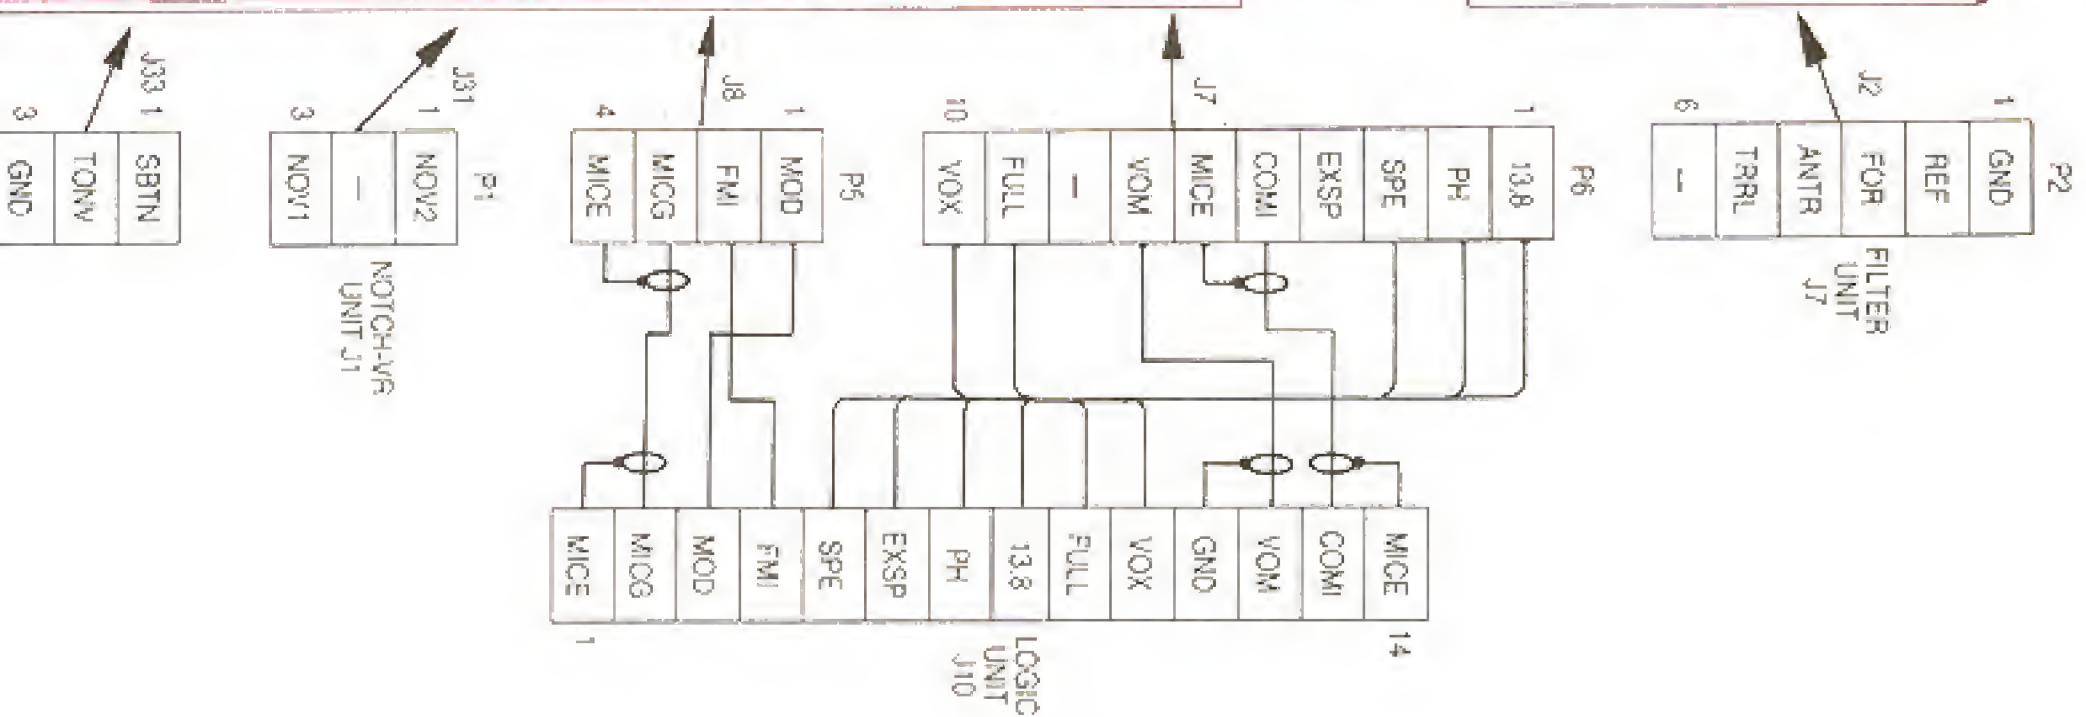 J33
1
3
SBTN
TONV
GND
J31
1
3
NOV2
—
NOV1
P1
NOTCH-VR
UNIT J1
J8
1
4
MOD
FMI
MICG
MICE
P5
J7
1
10
13.8
PH
SPE
EXSP
COMI
MICE
VOM
—
FULL
VOX
P6
J2
1
6
GND
REF
FOR
ANTR
TRRL
—
P2
FILTER
UNIT
J7
MICE
COMI
VOM
GND
VOX
FULL
13.8
PH
EXSP
SPE
FMI
MOD
MICG
MICE
14
1
LOGIC
UNIT
J10